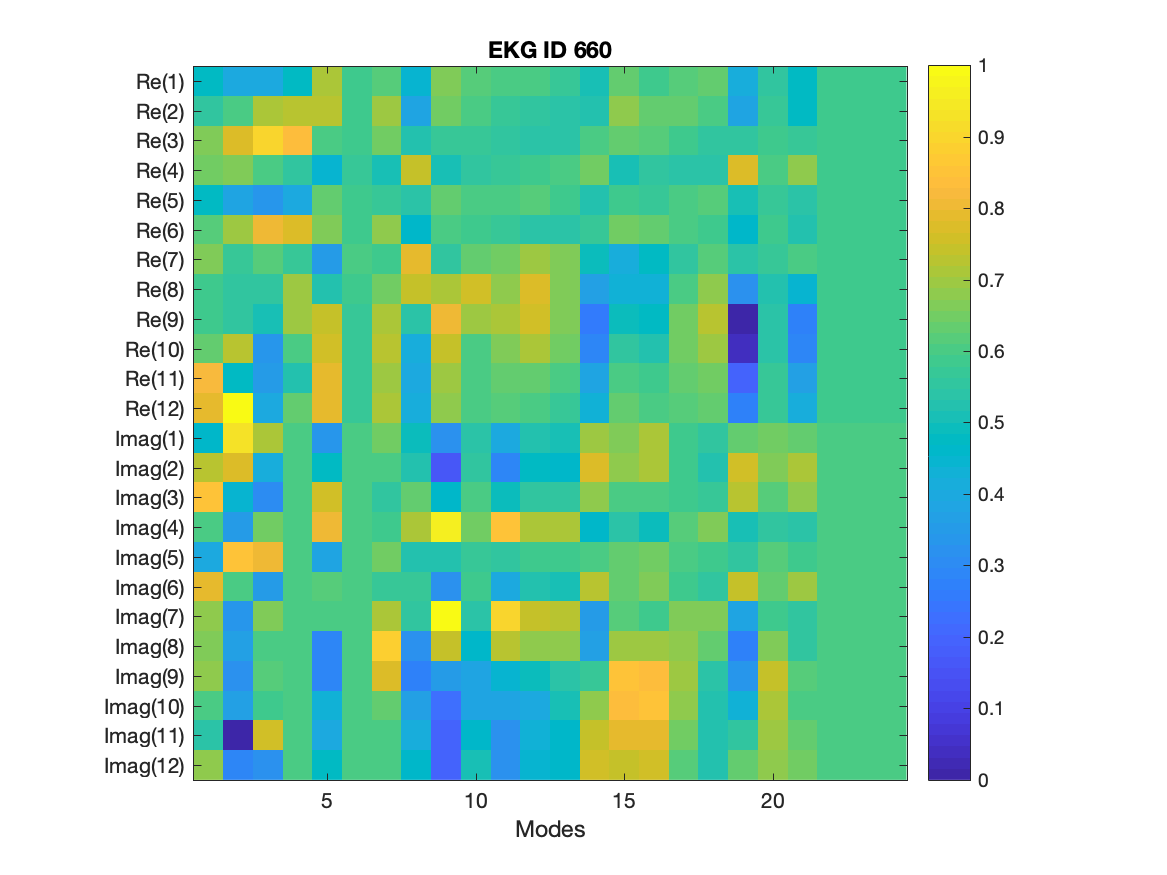 EKG ID 660
Re(1)
Re(2)
Re(3)
Re(4)
Re(5)
Re(6)
Re(7)
Re(8)
Re(9)
Re(10)
Re(11)
Re(12)
Imag(1)
Imag(2)
Imag(3)
Imag(4)
Imag(5)
Imag(6)
Imag(7)
Imag(8)
Imag(9)
Imag(10)
Imag(11)
Imag(12)
5 10 15 20
Modes
1
0.9
0.8
0.7
0.6
0.5
0.4
0.3
0.2
0.1
0